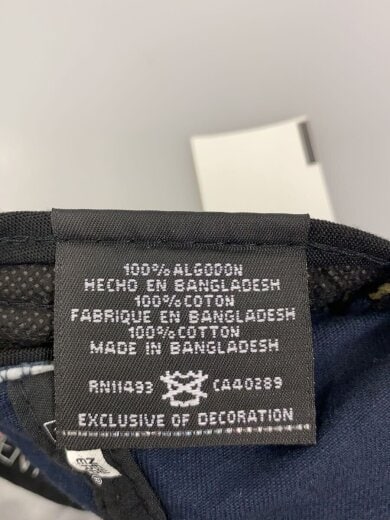 100% ALGODON
HECHO EN BANGLADESH
100% COTON
FABRIQUE EN BANGLADESH
100% COTTON
MADE IN BANGLADESH
RN11493 CA40289
EXCLUSIVE OF DECORATION